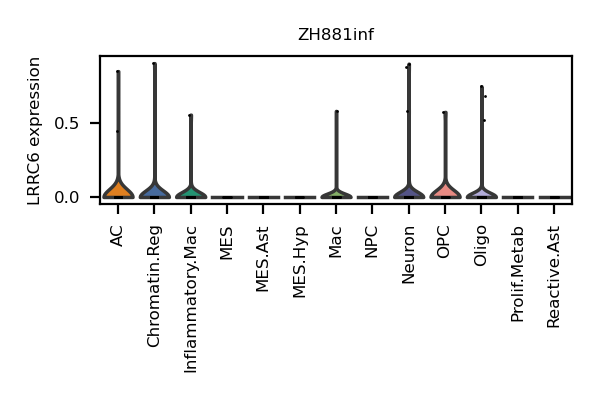 ZH881inf
LRRC6 expression
0.5
0.0
AC
Chromatin.Reg
Inflammatory.Mac
MES
MES.Ast
MES.Hyp
Mac
NPC
Neuron
OPC
Oligo
Prolif.Metab
Reactive.Ast